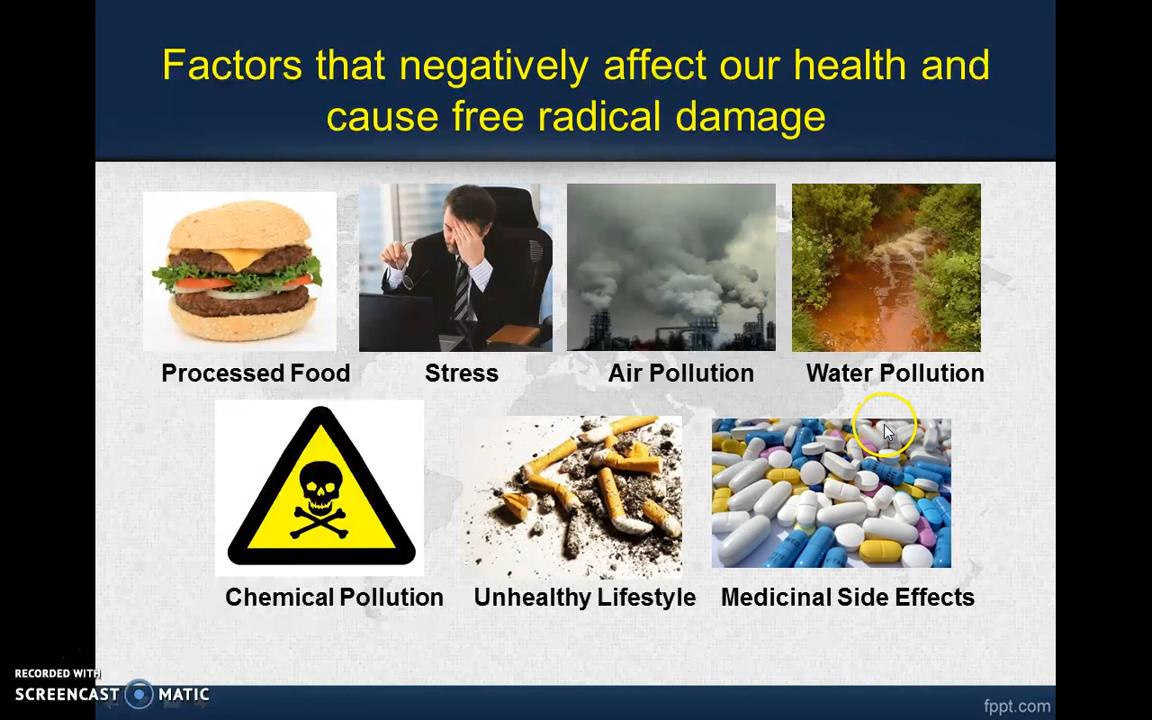 Factors that negatively affect our health and
cause free radical damage
Processed Food
Stress
Air Pollution
Water Pollution
Chemical Pollution
Unhealthy Lifestyle
Medicinal Side Effects
RECORDED WITH
SCREENCAST MATIC
fppt.com